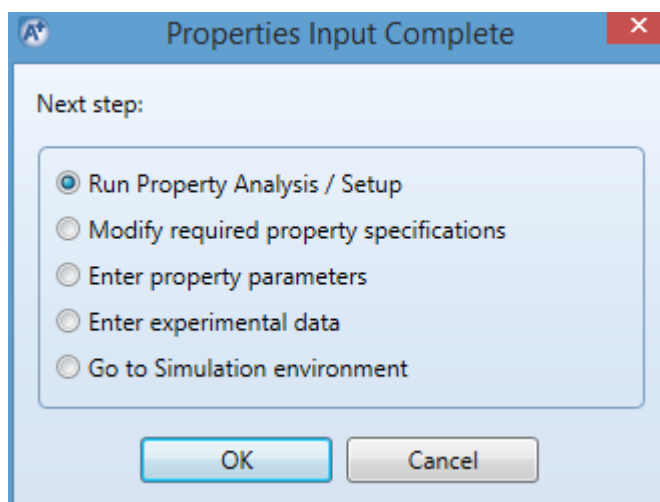 A+
Properties Input Complete
Next step:
Run Property Analysis / Setup
Modify required property specifications
Enter property parameters
Enter experimental data
Go to Simulation environment
OK
Cancel